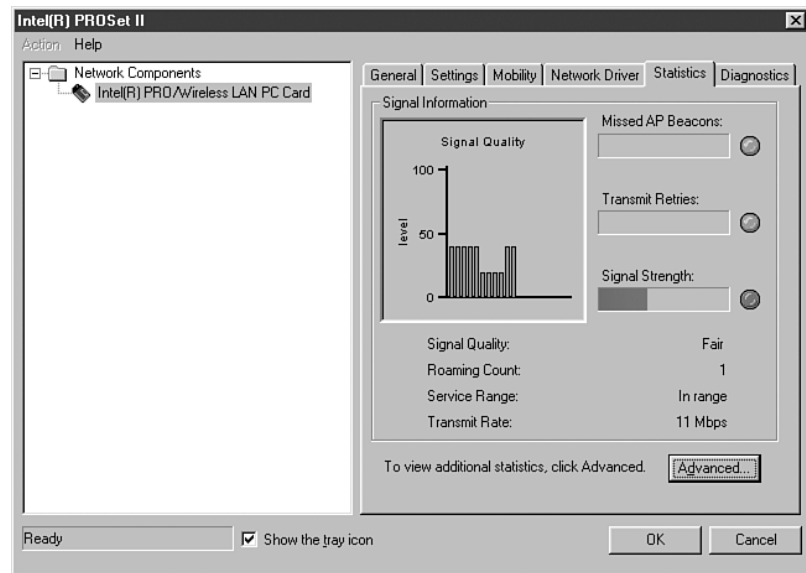 Intel(R) PROSet II
Action Help
Network Components
Intel(R) PRO/Wireless LAN PC Card
General Settings Mobility Network Driver Statistics Diagnostics
Signal Information
Signal Quality
100
level
50
0
Missed AP Beacons:
Transmit Retries:
Signal Strength:
Signal Quality: Fair
Roaming Count: 1
Service Range: In range
Transmit Rate: 11 Mbps
To view additional statistics, click Advanced. Advanced...
Ready Show the tray icon OK Cancel